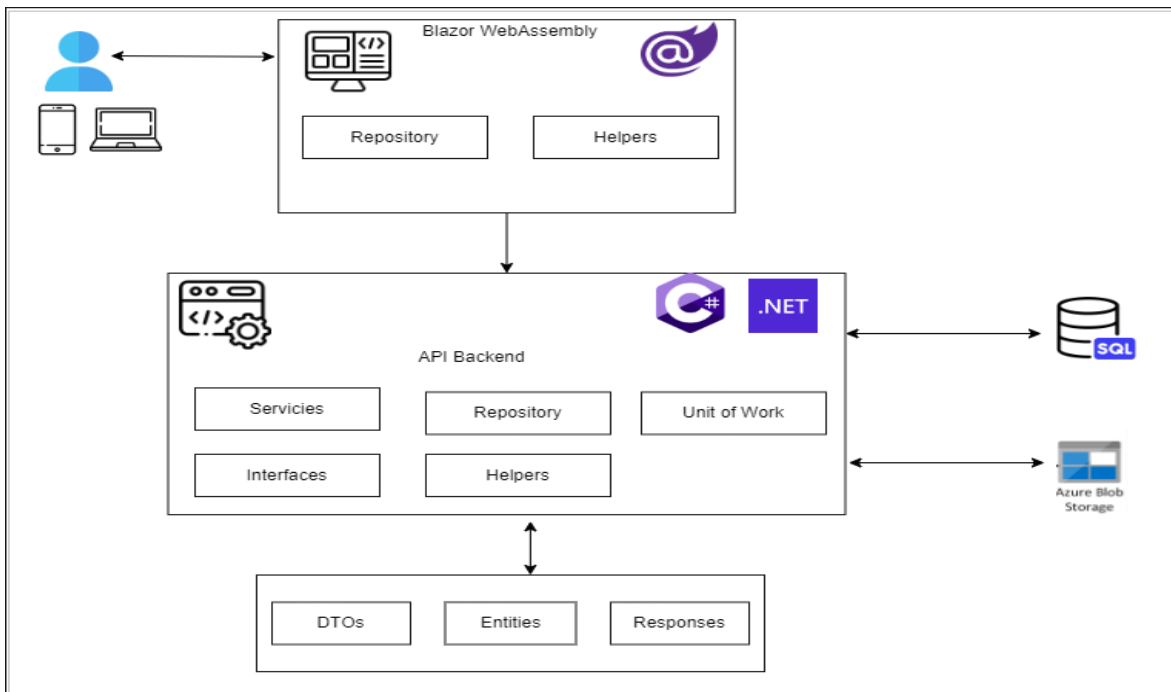 Blazor WebAssembly
</>
@
Repository
Helpers
</>
C#
.NET
API Backend
SQL
Servicies
Repository
Unit of Work
Interfaces
Helpers
Azure Blob
Storage
DTOs
Entities
Responses